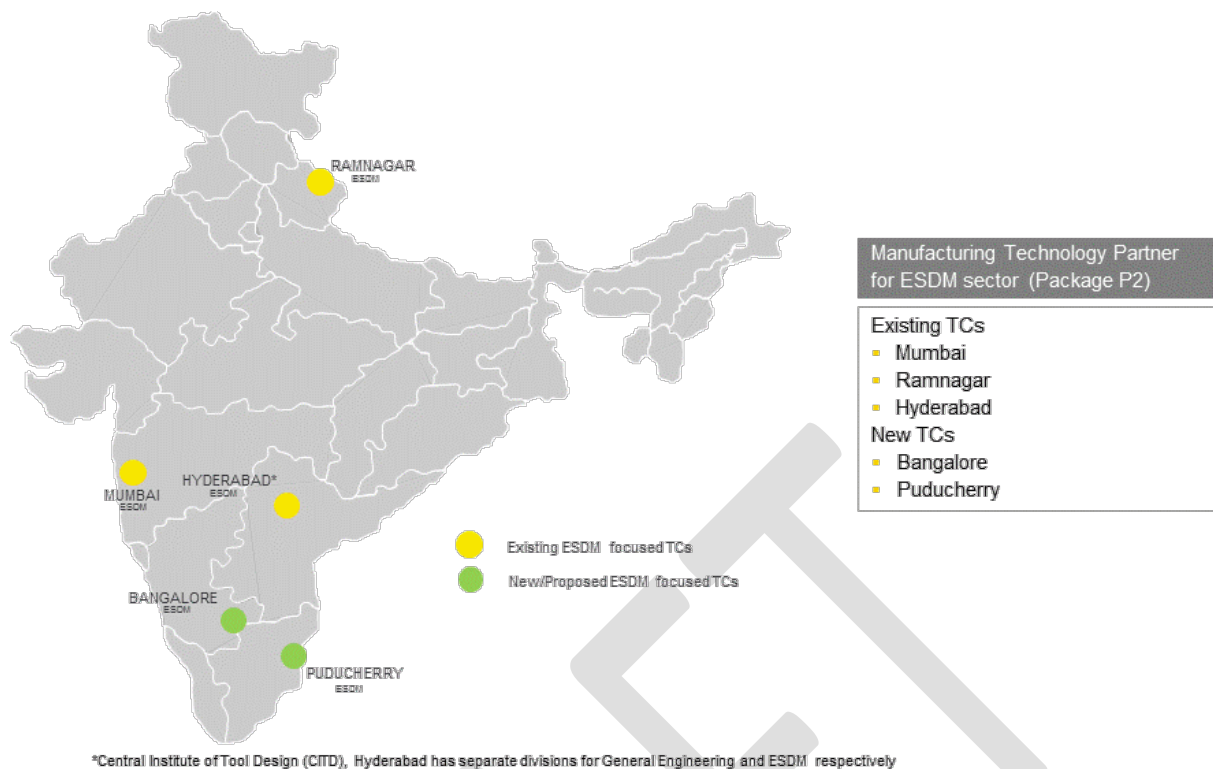 RAMNAGAR
ESDM
Manufacturing Technology Partner
for ESDM sector (Package P2)
Existing TCs
Mumbai
Ramnagar
Hyderabad
New TCs
Bangalore
Puducherry
HYDERABAD*
ESDM
MUMBAI
ESDM
Existing ESDM focused TCs
New/Proposed ESDM focused TCs
BANGALORE
ESDM
PUDUCHERRY
ESDM
*Central Institute of Tool Design (CITD), Hyderabad has separate divisions for General Engineering and ESDM respectively